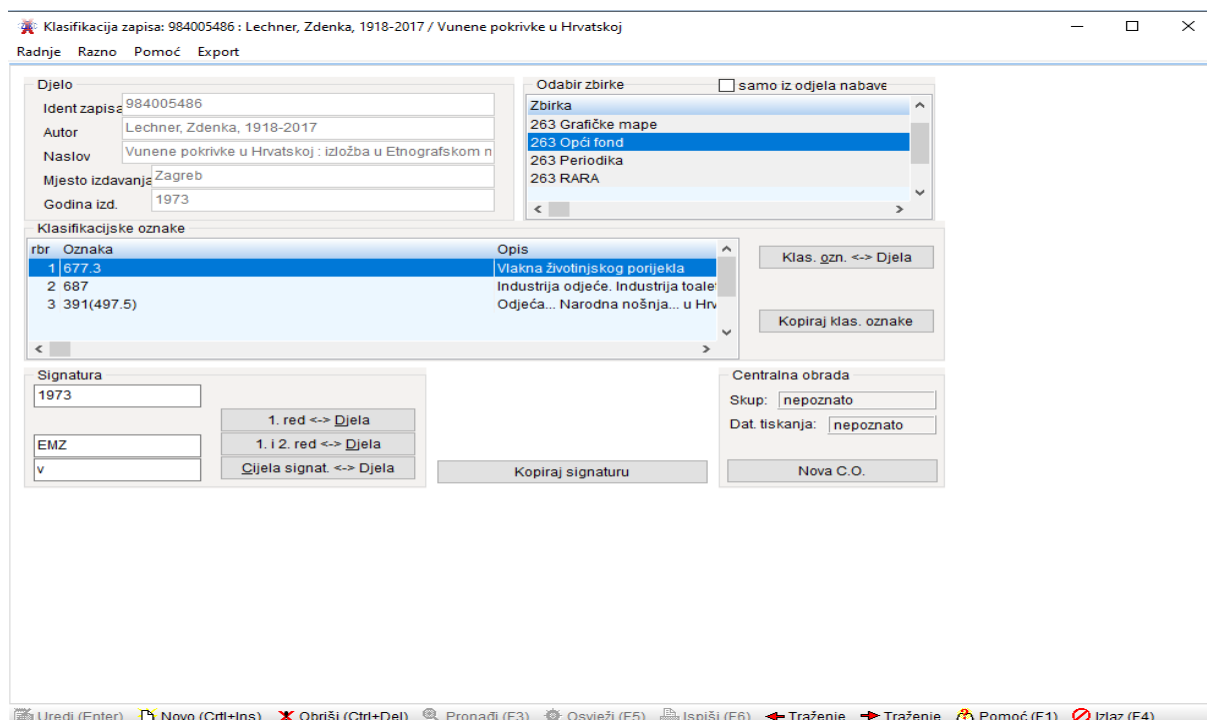 Klasifikacija zapisa: 984005486 : Lechner, Zdenka, 1918-2017 / Vunene pokrivke u Hrvatskoj
Radnje Razno Pomoć Export
Djelo
Ident zapisa 984005486
Autor Lechner, Zdenka, 1918-2017
Naslov Vunene pokrivke u Hrvatskoj : izložba u Etnografskom n
Mjesto izdavanja Zagreb
Godina izd. 1973
Odabir zbirke samo iz odjela nabave
Zbirka
263 Grafičke mape
263 Opći fond
263 Periodika
263 RARA
Klasifikacijske oznake
rbr Oznaka Opis
1 677.3 Vlakna životinjskog porijekla
2 687 Industrija odjeće. Industrija toalet
3 391(497.5) Odjeća... Narodna nošnja... u Hrv
Klas. ozn. <-> Djela
Kopiraj klas. oznake
Signatura
1973
1. red <-> Djela
EMZ 1. i 2. red <-> Djela
v Cijela signat. <-> Djela
Kopiraj signaturu
Centralna obrada
Skup: nepoznato
Dat. tiskanja: nepoznato
Nova C.O.
Uredi (Enter) Novo (Crtl+Ins) Obriši (Ctrl+Del) Pronađi (F3) Osvježi (F5) Ispiši (F6) Traženje Traženje Pomoć (F1) Izlaz (F4)